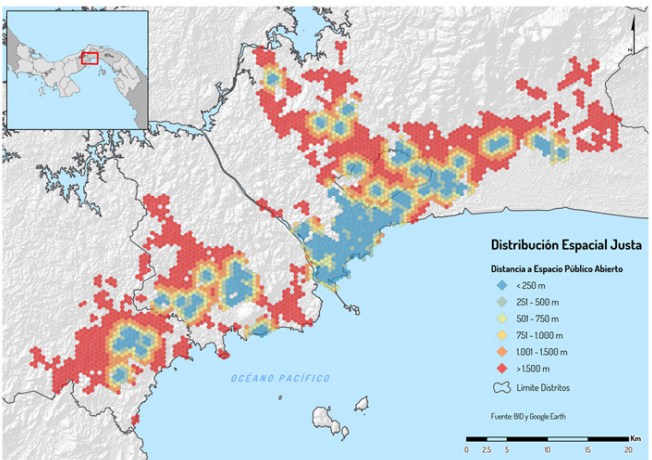 N
Distribución Espacial Justa
Distancia a Espacio Público Abierto
< 250 m
251 - 500 m
501 - 750 m
751 - 1.000 m
1.001 - 1.500 m
> 1.500 m
Límite Distritos
OCÉANO PACÍFICO
Fuente: BID y Google Earth
Km
0 2,5 5 10 15 20